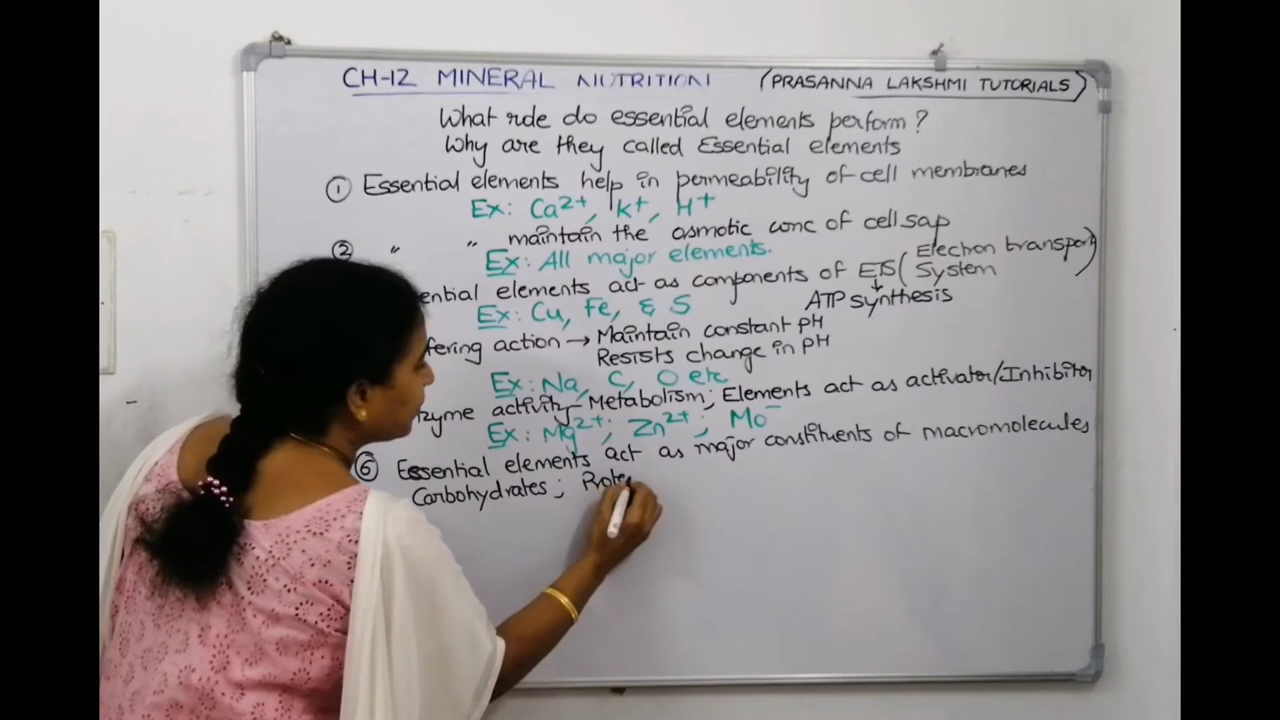 CH-12 MINERAL NUTRITION (PRASANNA LAKSHMI TUTORIALS)
What role do essential elements perform?
Why are they called Essential elements
① Essential elements help in permeability of cell membranes
Ex: Ca2+, K+, H+
② " " maintain the osmotic conc of cell sap
Ex: All major elements.
ential elements act as components of ETS (Electron transport System)
ATP synthesis
Ex: Cu, Fe, & S
fering action → Maintain constant pH
Resists change in pH
Ex: Na, C, O etc
zyme activity - Metabolism; Elements act as activator/Inhibitor
Ex: Mg2+; Zn2+; Mo-
⑥ Essential elements act as major constituents of macromolecules
Carbohydrates; Prote